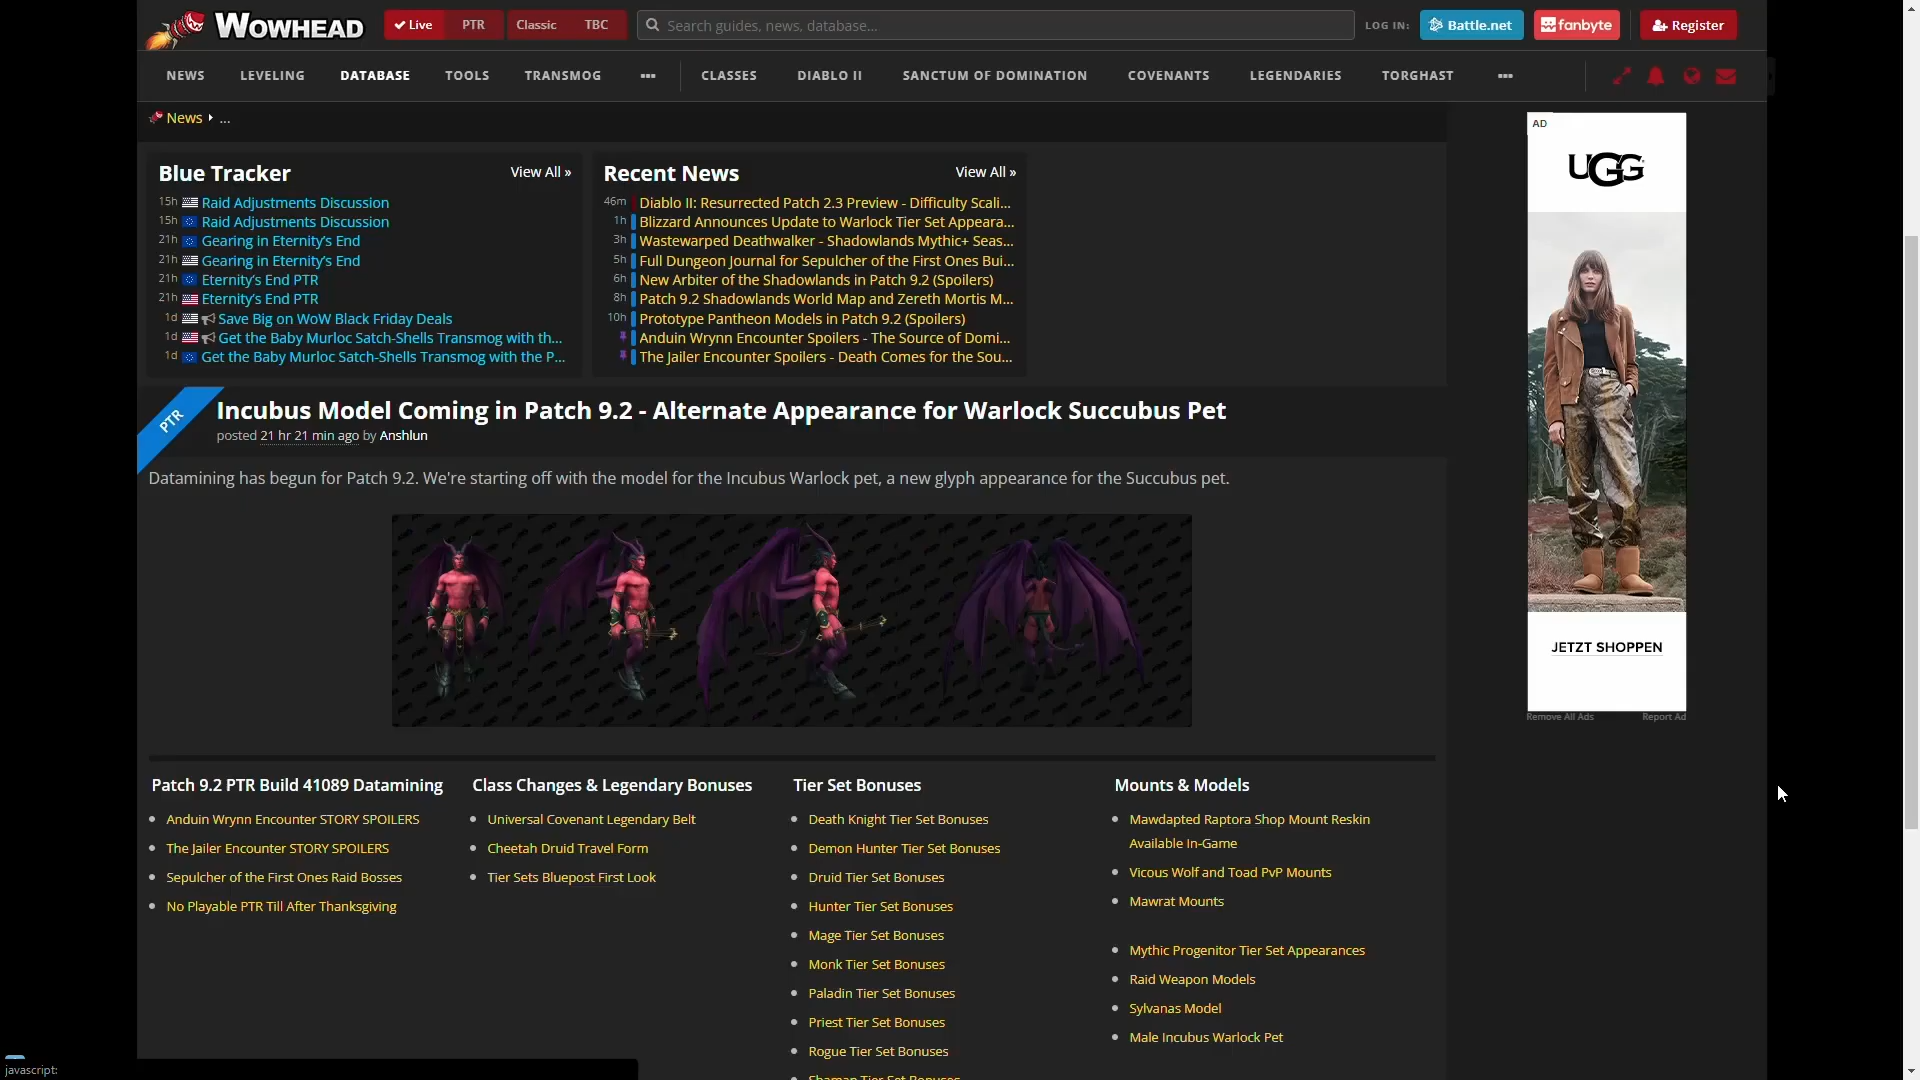 WOWHEAD
Live PTR Classic TBC
Search guides, news, database...
LOG IN: Battle.net fanbyte Register
NEWS LEVELING DATABASE TOOLS TRANSMOG ••• CLASSES DIABLO II SANCTUM OF DOMINATION COVENANTS LEGENDARIES TORGHAST •••
News ...
Blue Tracker View All »
15h Raid Adjustments Discussion
15h Raid Adjustments Discussion
21h Gearing in Eternity's End
21h Gearing in Eternity's End
21h Eternity's End PTR
21h Eternity's End PTR
1d Save Big on WoW Black Friday Deals
1d Get the Baby Murloc Satch-Shells Transmog with th...
1d Get the Baby Murloc Satch-Shells Transmog with the P...
Recent News View All »
46m Diablo II: Resurrected Patch 2.3 Preview - Difficulty Scali...
1h Blizzard Announces Update to Warlock Tier Set Appeara...
3h Wastewarped Deathwalker - Shadowlands Mythic+ Seas...
5h Full Dungeon Journal for Sepulcher of the First Ones Bui...
6h New Arbiter of the Shadowlands in Patch 9.2 (Spoilers)
8h Patch 9.2 Shadowlands World Map and Zereth Mortis M...
10h Prototype Pantheon Models in Patch 9.2 (Spoilers)
Anduin Wrynn Encounter Spoilers - The Source of Domi...
The Jailer Encounter Spoilers - Death Comes for the Sou...
AD
UGG
JETZT SHOPPEN
Remove All Ads Report Ad
PTR
Incubus Model Coming in Patch 9.2 - Alternate Appearance for Warlock Succubus Pet
posted 21 hr 21 min ago by Anshlun
Datamining has begun for Patch 9.2. We're starting off with the model for the Incubus Warlock pet, a new glyph appearance for the Succubus pet.
Patch 9.2 PTR Build 41089 Datamining
Anduin Wrynn Encounter STORY SPOILERS
The Jailer Encounter STORY SPOILERS
Sepulcher of the First Ones Raid Bosses
No Playable PTR Till After Thanksgiving
Class Changes & Legendary Bonuses
Universal Covenant Legendary Belt
Cheetah Druid Travel Form
Tier Sets Bluepost First Look
Tier Set Bonuses
Death Knight Tier Set Bonuses
Demon Hunter Tier Set Bonuses
Druid Tier Set Bonuses
Hunter Tier Set Bonuses
Mage Tier Set Bonuses
Monk Tier Set Bonuses
Paladin Tier Set Bonuses
Priest Tier Set Bonuses
Rogue Tier Set Bonuses
Shaman Tier Set Bonuses
Mounts & Models
Mawdapted Raptora Shop Mount Reskin
Available In-Game
Vicous Wolf and Toad PvP Mounts
Mawrat Mounts
Mythic Progenitor Tier Set Appearances
Raid Weapon Models
Sylvanas Model
Male Incubus Warlock Pet
javascript: